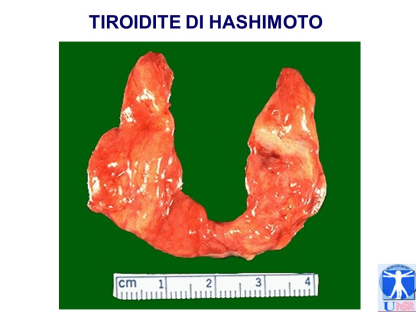 TIROIDITE DI HASHIMOTO
cm 1 2 3 4
U